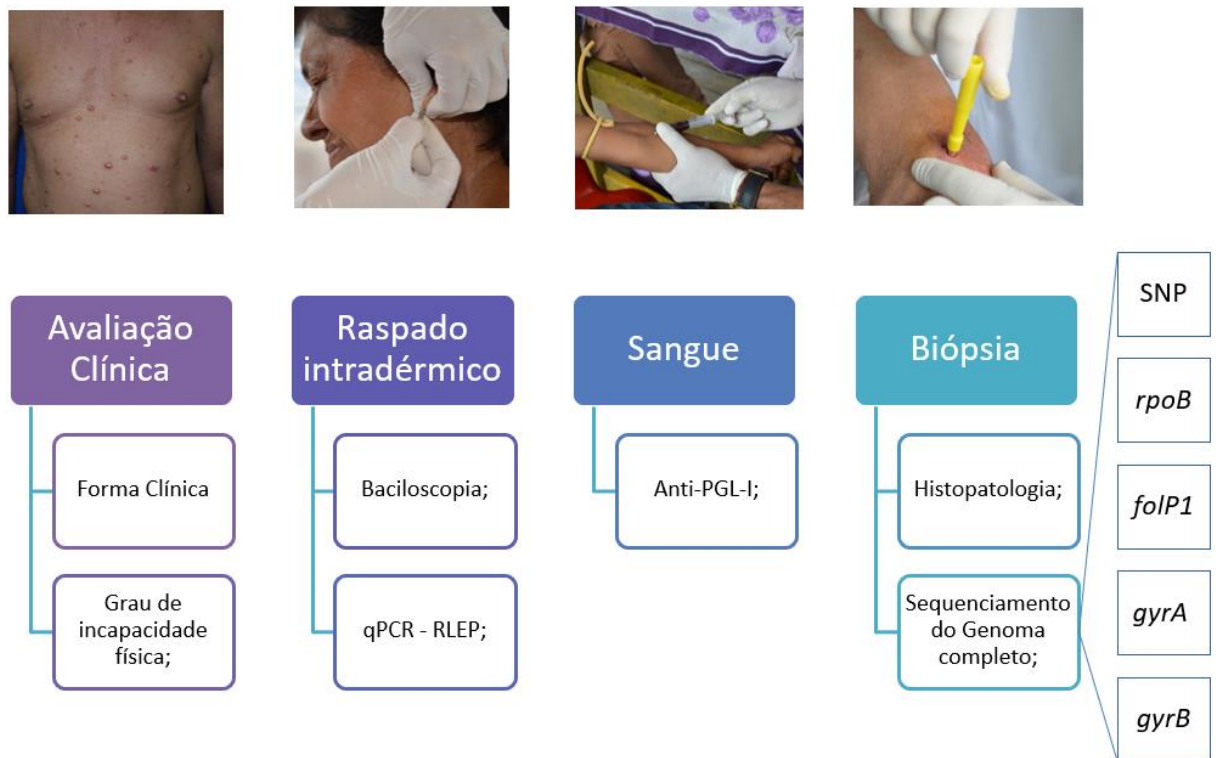 Avaliação
Clínica
Forma Clínica
Grau de
incapacidade
física;
Raspado
intradérmico
Baciloscopia;
qPCR - RLEP;
Sangue
Anti-PGL-I;
Biópsia
Histopatologia;
Sequenciamento
do Genoma
completo;
SNP
rpoB
folP1
gyrA
gyrB